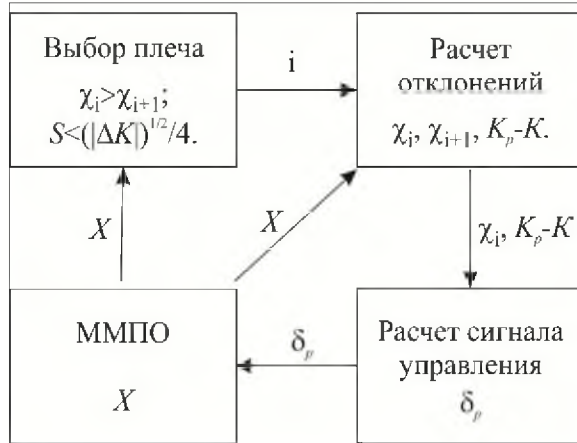 Выбор плеча
χᵢ>χᵢ₊₁;
S<(|ΔK|)¹/²/4.
i
Расчет
отклонений
χᵢ, χᵢ₊₁, Kₚ-К.
X
X
χᵢ, Kₚ-К
ММПО
X
δₚ
Расчет сигнала
управления
δₚ